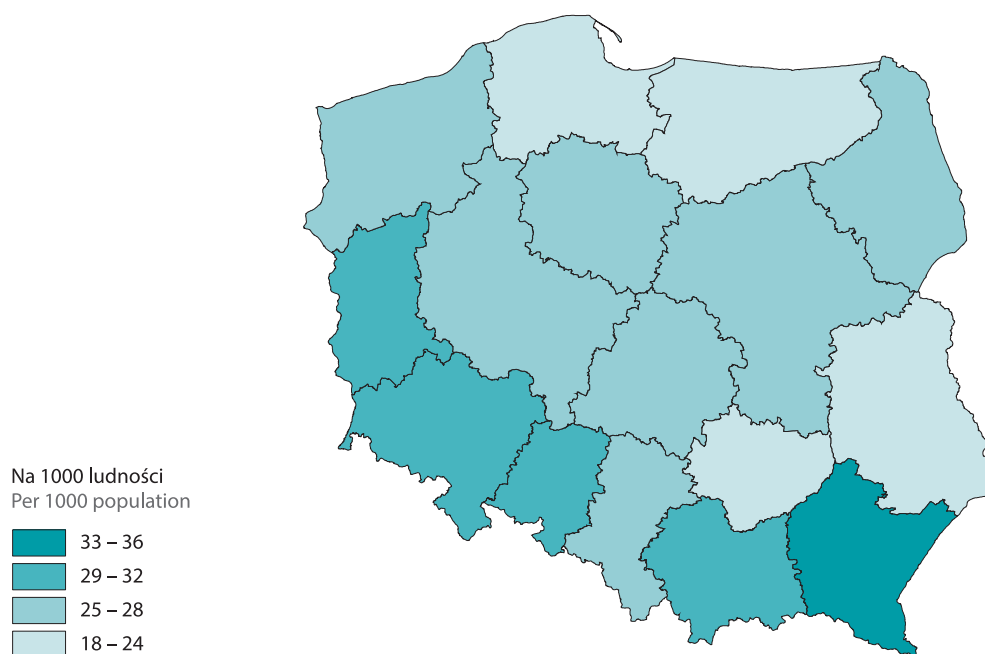 Na 1000 ludności
Per 1000 population
33 – 36
29 – 32
25 – 28
18 – 24